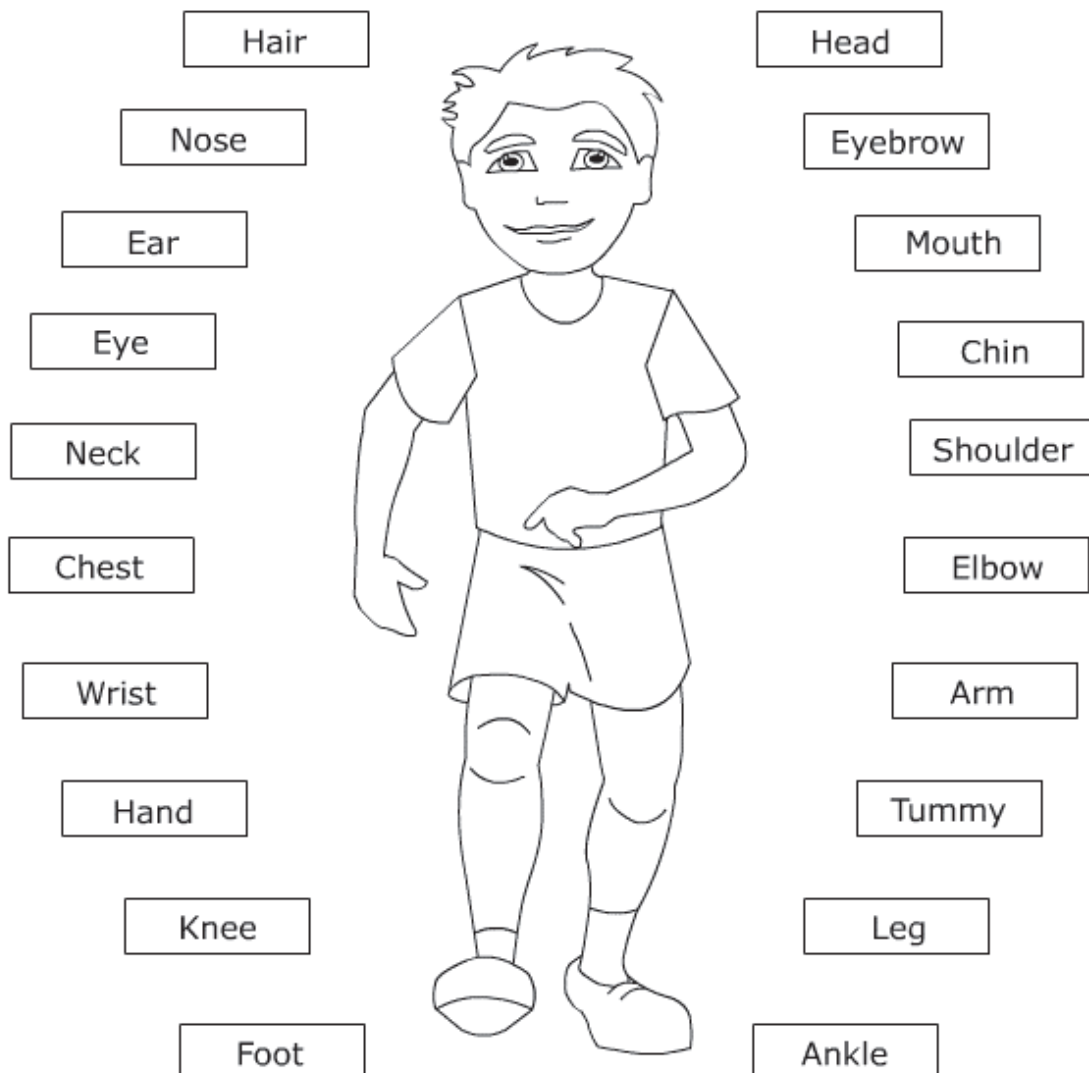 Hair
Head
Nose
Eyebrow
Ear
Mouth
Eye
Chin
Neck
Shoulder
Chest
Elbow
Wrist
Arm
Hand
Tummy
Knee
Leg
Foot
Ankle